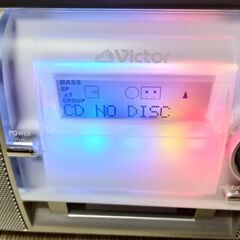 Victor
BASS
SP
x1
GROUP
CD NO DISC
POWER